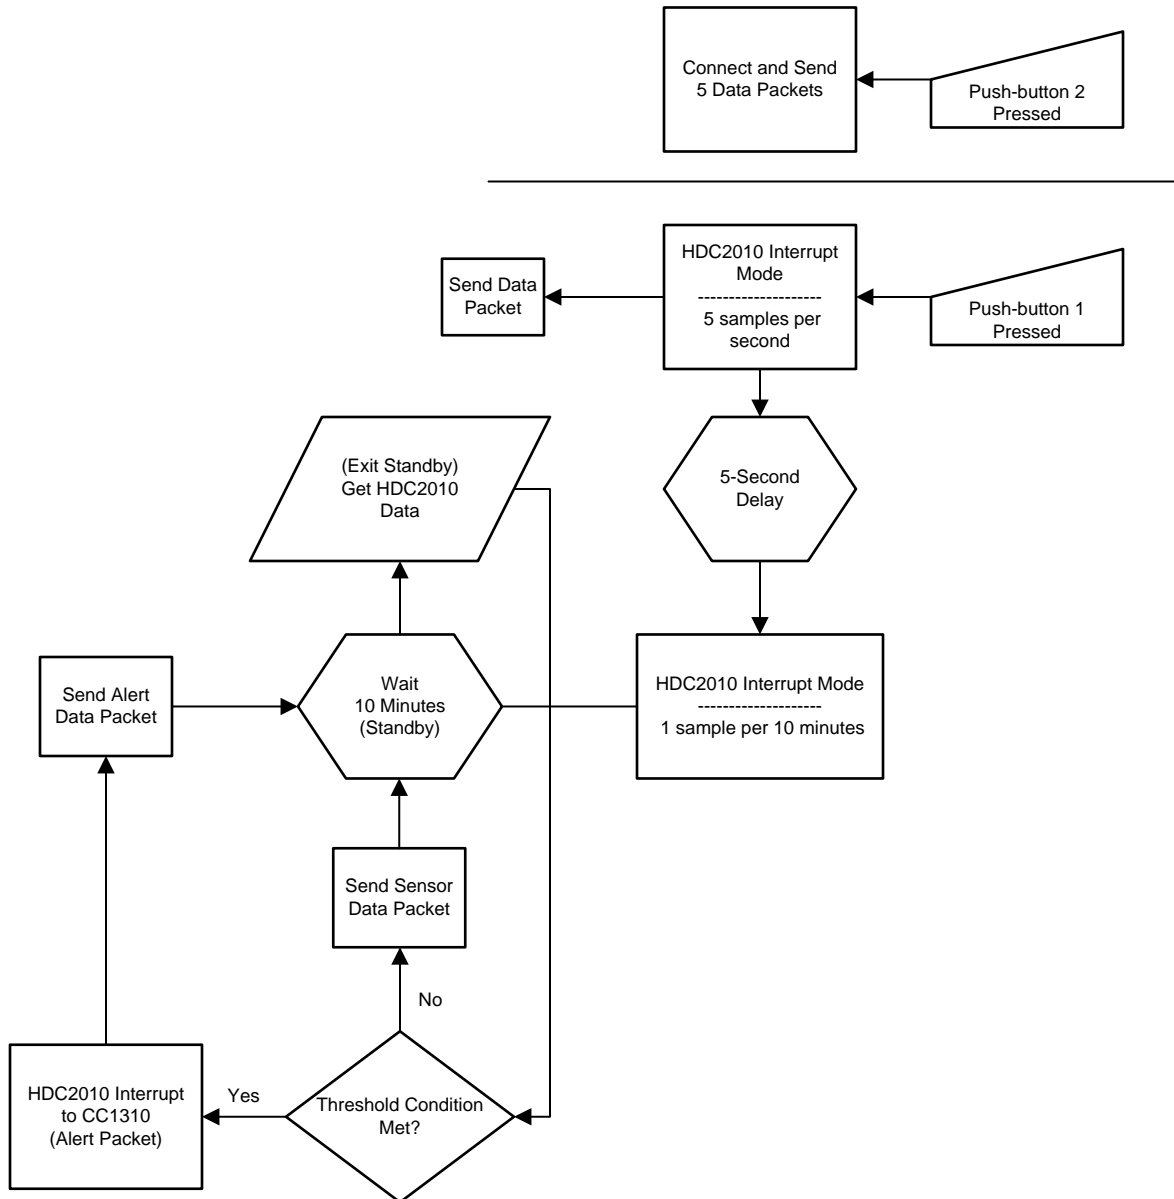 Connect and Send
5 Data Packets
Push-button 2
Pressed
HDC2010 Interrupt
Mode
---------------------
5 samples per
second
Send Data
Packet
Push-button 1
Pressed
(Exit Standby)
Get HDC2010
Data
5-Second
Delay
Send Alert
Data Packet
Wait
10 Minutes
(Standby)
HDC2010 Interrupt Mode
---------------------
1 sample per 10 minutes
Send Sensor
Data Packet
No
HDC2010 Interrupt
to CC1310
(Alert Packet)
Yes
Threshold Condition
Met?